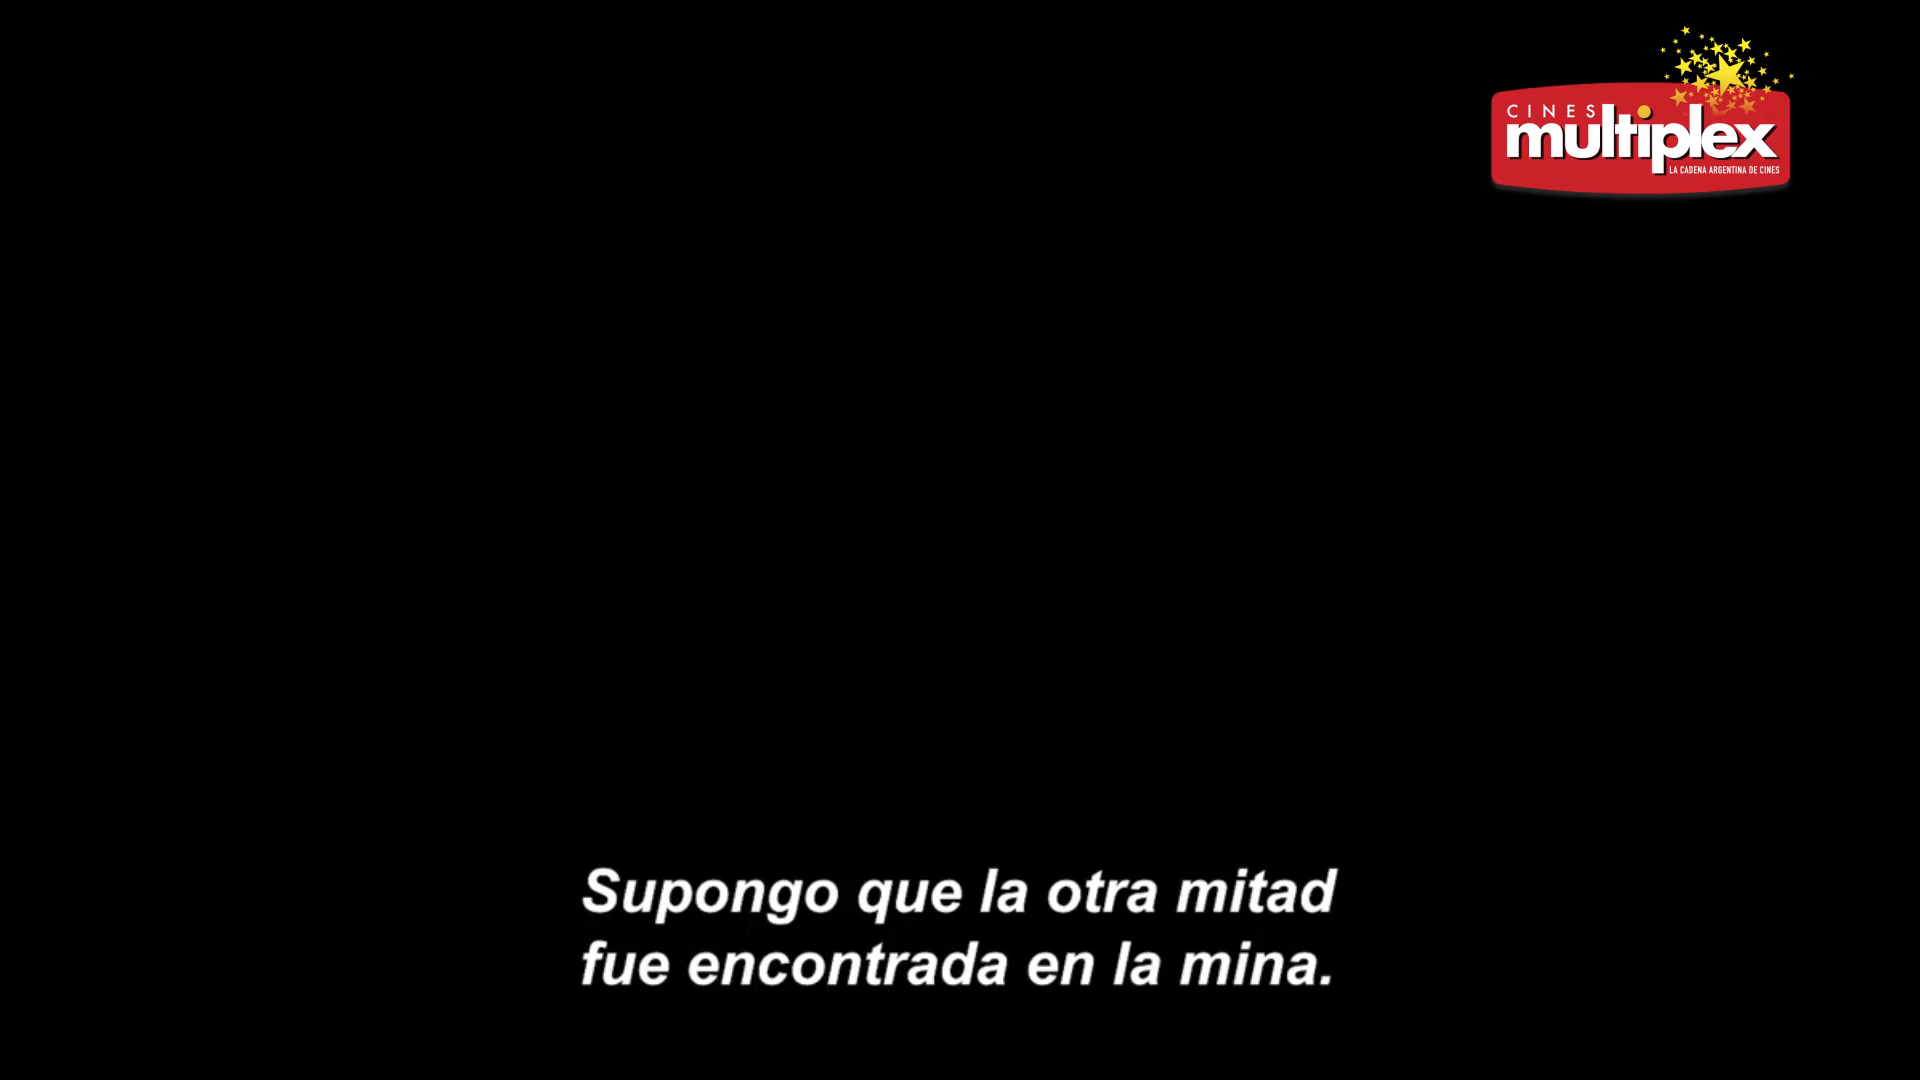 CINES
multiplex
LA CADENA ARGENTINA DE CINES
Supongo que la otra mitad
fue encontrada en la mina.